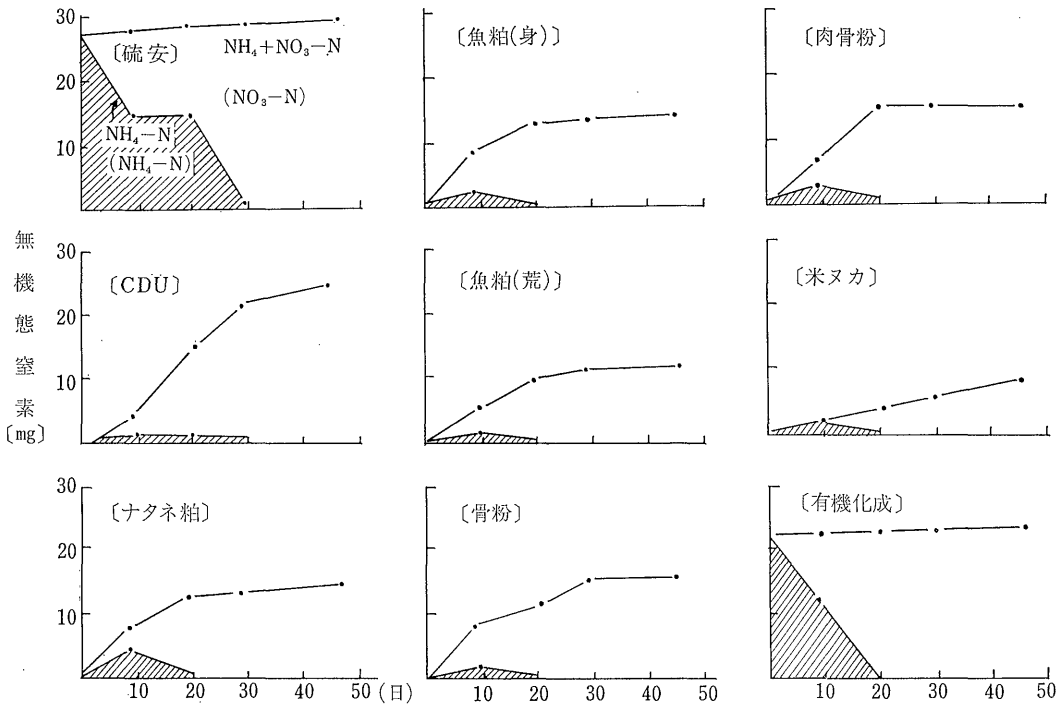 無機態窒素
〔mg〕
30
20
10
〔硫安〕
NH₄+NO₃−N
(NO₃−N)
NH₄−N
(NH₄−N)
〔魚粕(身)〕
〔肉骨粉〕
30
20
10
〔CDU〕
〔魚粕(荒)〕
〔米ヌカ〕
30
20
10
〔ナタネ粕〕
〔骨粉〕
〔有機化成〕
10 20 30 40 50 (日)
10 20 30 40 50
10 20 30 40 50